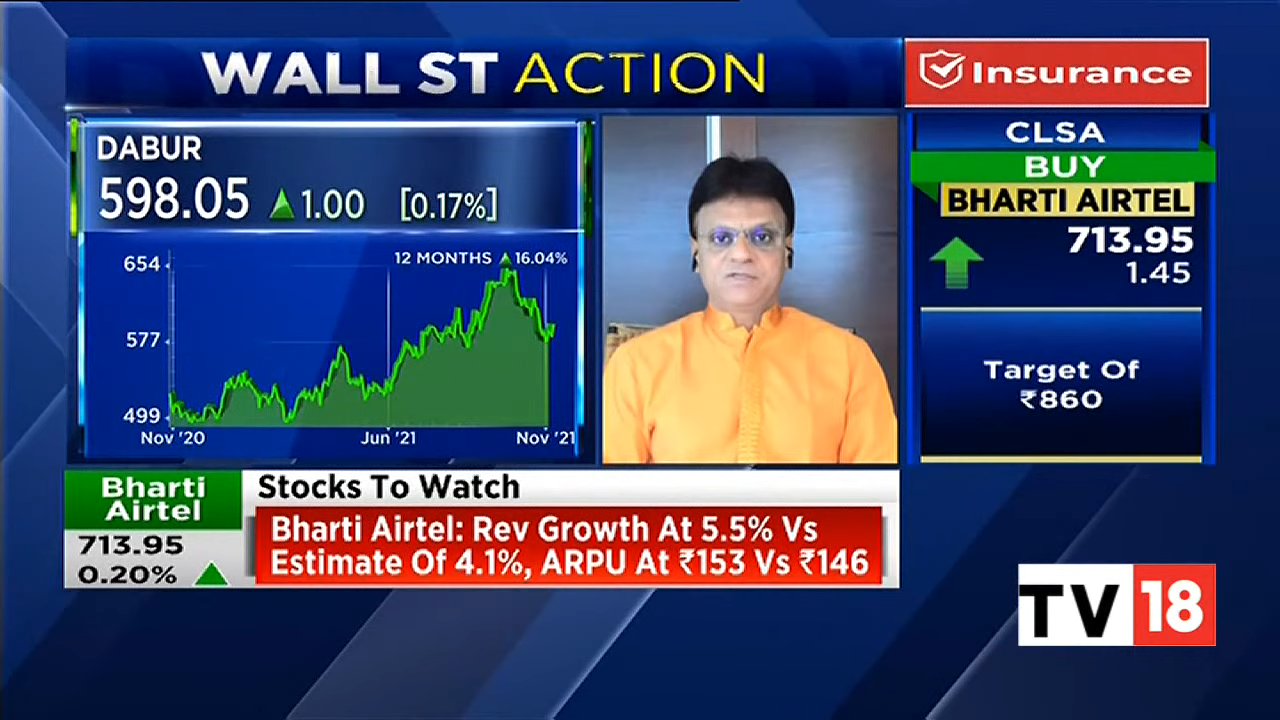 WALL ST ACTION
Insurance
DABUR
598.05 ▲ 1.00 [0.17%]
12 MONTHS ▲ 16.04%
654
577
499
Nov '20 Jun '21 Nov '21
CLSA
BUY
BHARTI AIRTEL
713.95
1.45
Target Of
₹860
Bharti
Airtel
713.95
0.20% ▲
Stocks To Watch
Bharti Airtel: Rev Growth At 5.5% Vs
Estimate Of 4.1%, ARPU At ₹153 Vs ₹146
TV18